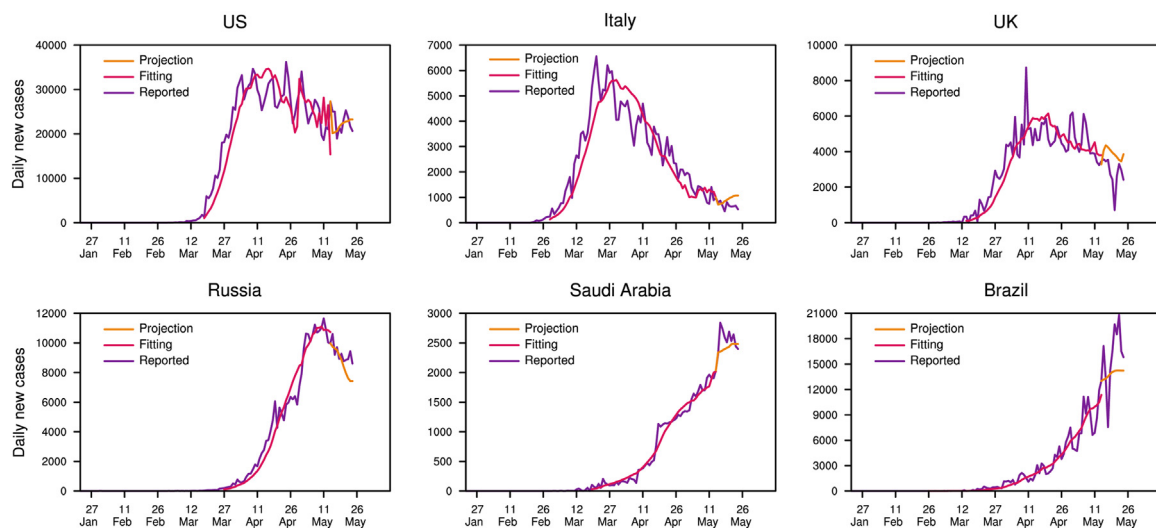 US
Daily new cases
40000
30000
20000
10000
0
Projection
Fitting
Reported
27 11 26 12 27 11 26 11 26
Jan Feb Feb Mar Mar Apr Apr May May
Italy
7000
6000
5000
4000
3000
2000
1000
0
Projection
Fitting
Reported
27 11 26 12 27 11 26 11 26
Jan Feb Feb Mar Mar Apr Apr May May
UK
10000
8000
6000
4000
2000
0
Projection
Fitting
Reported
27 11 26 12 27 11 26 11 26
Jan Feb Feb Mar Mar Apr Apr May May
Russia
Daily new cases
12000
10000
8000
6000
4000
2000
0
Projection
Fitting
Reported
27 11 26 12 27 11 26 11 26
Jan Feb Feb Mar Mar Apr Apr May May
Saudi Arabia
3000
2500
2000
1500
1000
500
0
Projection
Fitting
Reported
27 11 26 12 27 11 26 11 26
Jan Feb Feb Mar Mar Apr Apr May May
Brazil
21000
18000
15000
12000
9000
6000
3000
0
Projection
Fitting
Reported
27 11 26 12 27 11 26 11 26
Jan Feb Feb Mar Mar Apr Apr May May